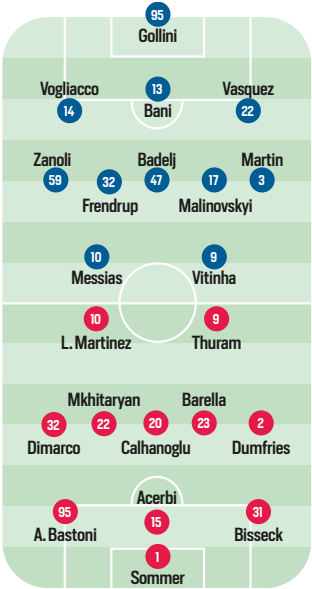 95
Gollini
Vogliacco 13 Vasquez
14 Bani 22
Zanoli Badelj Martin
59 32 47 17 3
Frendrup Malinovskyi
10 9
Messias Vitinha
10 9
L. Martinez Thuram
Mkhitaryan Barella
32 22 20 23 2
Dimarco Calhanoglu Dumfries
Acerbi
95 15 31
A. Bastoni Bisseck
1
Sommer